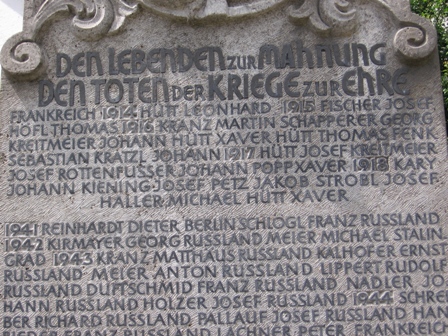 DEN LEBENDEN ZUR MAHNUNG
DEN TOTEN DER KRIEGE ZUR EHRE
FRANKREICH 1914 HÜTT LEONHARD 1915 FISCHER JOSEF
HÖFL THOMAS 1916 KRANZ MARTIN SCHAPPERER GEORG
KREITMEIER JOHANN HÜTT XAVER HÜTT THOMAS FENK
SEBASTIAN KRATZL JOHANN 1917 HÜTT JOSEF KREITMEIER
JOSEF ROTTENFUSSER JOHANN POPP XAVER 1918 KARY
JOHANN KIENING JOSEF PETZ JAKOB STROBL JOSEF
HALLER MICHAEL HÜTT XAVER
1941 REINHARDT DIETER BERLIN SCHLÖGL FRANZ RUSSLAND
1942 KIRMAYER GEORG RUSSLAND MEIER MICHAEL STALIN
GRAD 1943 KRANZ MATTHÄUS RUSSLAND KALHOFER ERNST
RUSSLAND MEIER ANTON RUSSLAND LIPPERT RUDOLF
RUSSLAND DUFTSCHMID FRANZ RUSSLAND NADLER JO
HANN RUSSLAND HOLZER JOSEF RUSSLAND 1944 SCHRE
BER RICHARD RUSSLAND PALLAUF JOSEF RUSSLAND HAR
KRANZ FRANZ RUSSLAND PETER